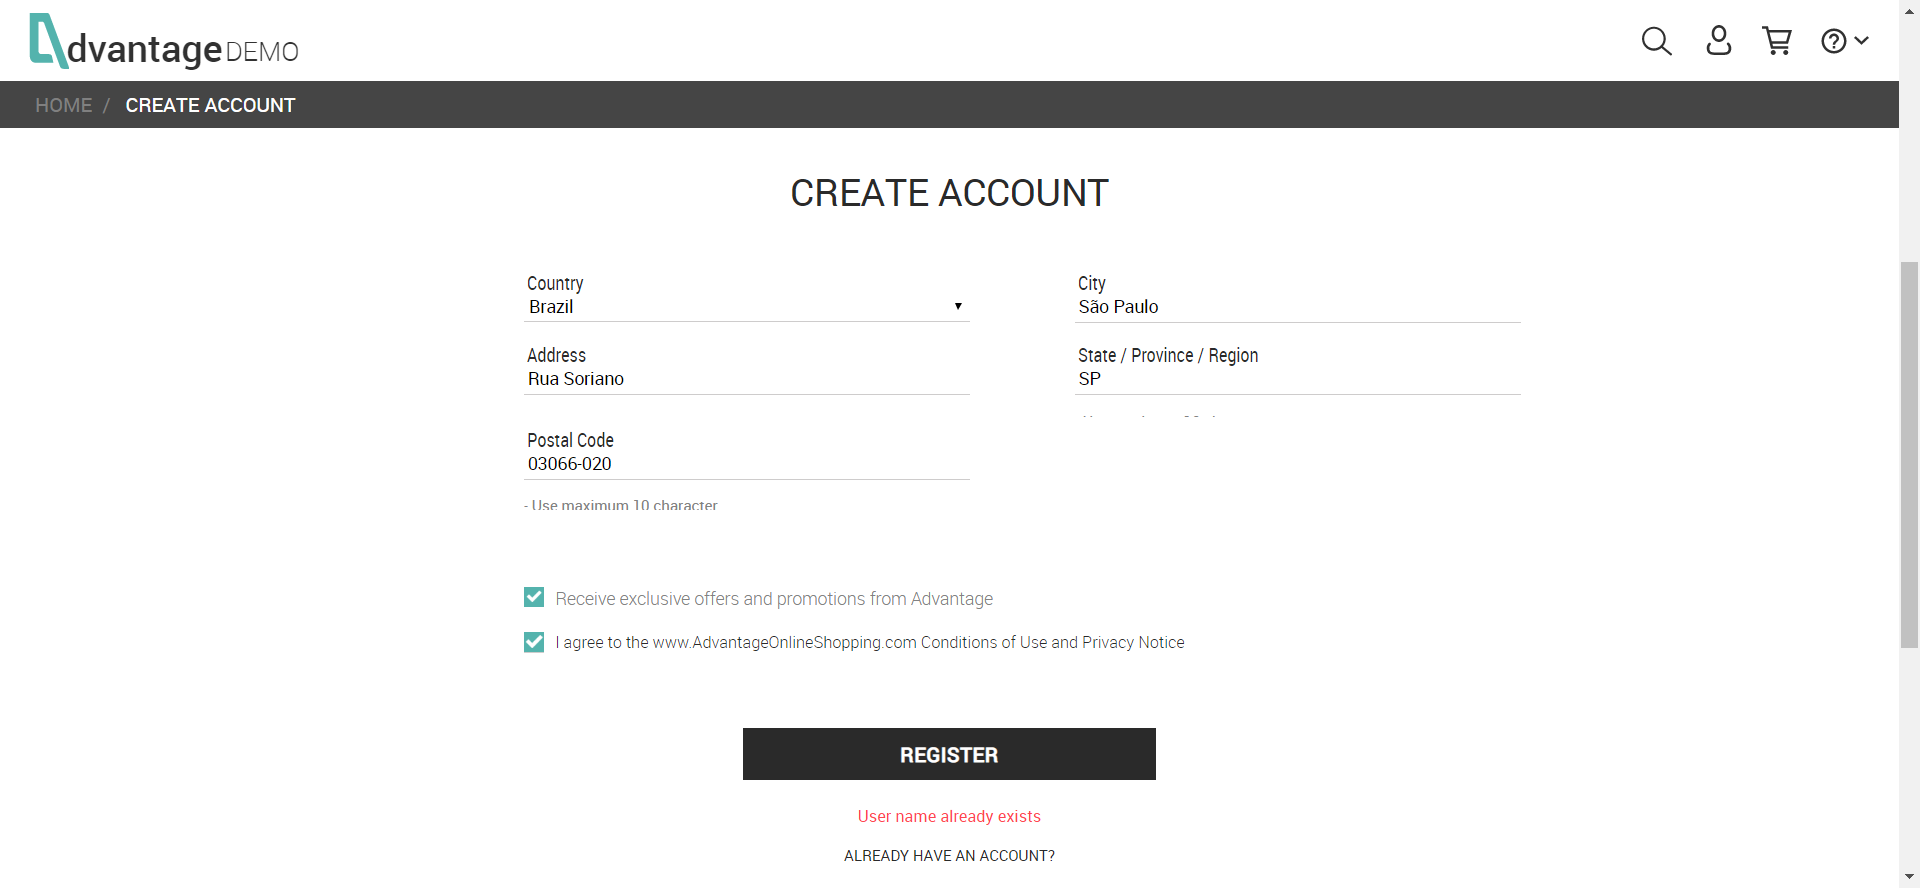 dvantage DEMO
HOME / CREATE ACCOUNT
CREATE ACCOUNT
Country
Brazil
City
São Paulo
Address
Rua Soriano
State / Province / Region
SP
Postal Code
03066-020
- Use maximum 10 character
Receive exclusive offers and promotions from Advantage
I agree to the www.AdvantageOnlineShopping.com Conditions of Use and Privacy Notice
REGISTER
User name already exists
ALREADY HAVE AN ACCOUNT?